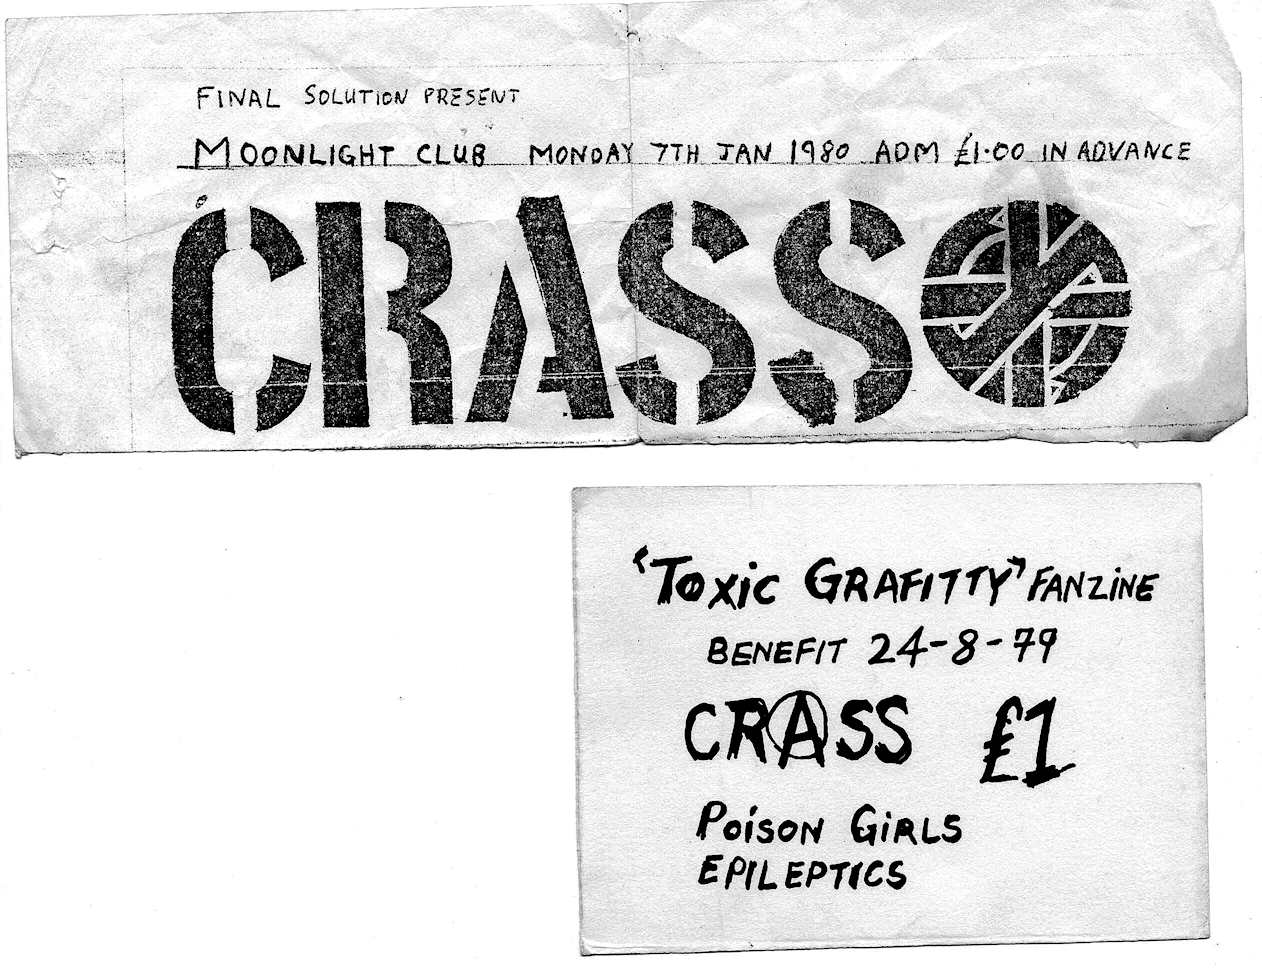 FINAL SOLUTION PRESENT
MOONLIGHT CLUB MONDAY 7TH JAN 1980 ADM £1·00 IN ADVANCE
CRASS
"TOXiC GRAFITTY" FANZiNE
BENEFIT 24-8-79
CRASS £1
POiSON GiRLS
EPILEPTICS